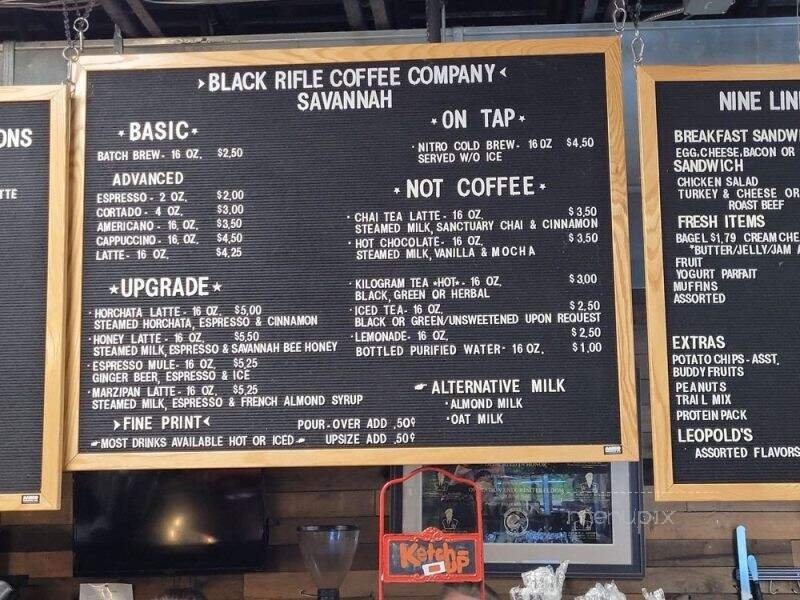 ONS
TTE
BLACK RIFLE COFFEE COMPANY
SAVANNAH
BASIC
BATCH BREW- 16 OZ. $2,50
ADVANCED
ESPRESSO- 2 OZ. $2,00
CORTADO- 4 OZ. $3,00
AMERICANO- 16 OZ. $3,50
CAPPUCCINO- 16 OZ. $4,50
LATTE- 16 OZ. $4,25
UPGRADE
HORCHATA LATTE- 16 OZ. $5,00
STEAMED HORCHATA, ESPRESSO & CINNAMON
HONEY LATTE- 16 OZ. $5,50
STEAMED MILK, ESPRESSO & SAVANNAH BEE HONEY
ESPRESSO MULE- 16 OZ. $5,25
GINGER BEER, ESPRESSO & ICE
MARZIPAN LATTE- 16 OZ. $5,25
STEAMED MILK, ESPRESSO & FRENCH ALMOND SYRUP
FINE PRINT
MOST DRINKS AVAILABLE HOT OR ICED
POUR-OVER ADD .50¢
UPSIZE ADD .50¢
ON TAP
NITRO COLD BREW- 16 OZ $4,50
SERVED W/O ICE
NOT COFFEE
CHAI TEA LATTE- 16 OZ. $3,50
STEAMED MILK, SANCTUARY CHAI & CINNAMON
HOT CHOCOLATE- 16 OZ. $3,50
STEAMED MILK, VANILLA & MOCHA
KILOGRAM TEA *HOT* 16 OZ. $3,00
BLACK, GREEN OR HERBAL
ICED TEA- 16 OZ. $2,50
BLACK OR GREEN/UNSWEETENED UPON REQUEST
LEMONADE- 16 OZ. $2,50
BOTTLED PURIFIED WATER- 16 OZ. $1,00
ALTERNATIVE MILK
ALMOND MILK
OAT MILK
NINE LIN
BREAKFAST SANDWI
EGG,CHEESE,BACON OR
SANDWICH
CHICKEN SALAD
TURKEY & CHEESE OR
ROAST BEEF
FRESH ITEMS
BAGEL $1,79 CREAM CHE
*BUTTER/JELLY/JAM A
FRUIT
YOGURT PARFAIT
MUFFINS
ASSORTED
EXTRAS
POTATO CHIPS-ASST.
BUDDY FRUITS
PEANUTS
TRAIL MIX
PROTEIN PACK
LEOPOLD'S
ASSORTED FLAVORS
Ketchup
menupix